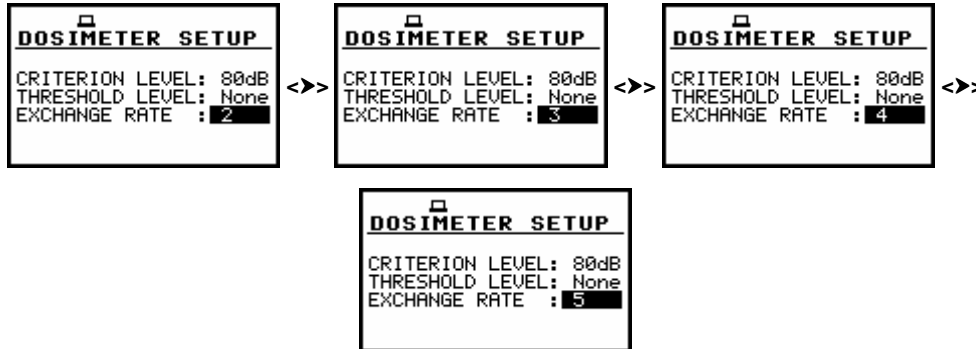 DOSIMETER SETUP
CRITERION LEVEL: 80dB
THRESHOLD LEVEL: None
EXCHANGE RATE : 2
<➤>
DOSIMETER SETUP
CRITERION LEVEL: 80dB
THRESHOLD LEVEL: None
EXCHANGE RATE : 3
<➤>
DOSIMETER SETUP
CRITERION LEVEL: 80dB
THRESHOLD LEVEL: None
EXCHANGE RATE : 4
<➤>
DOSIMETER SETUP
CRITERION LEVEL: 80dB
THRESHOLD LEVEL: None
EXCHANGE RATE : 5